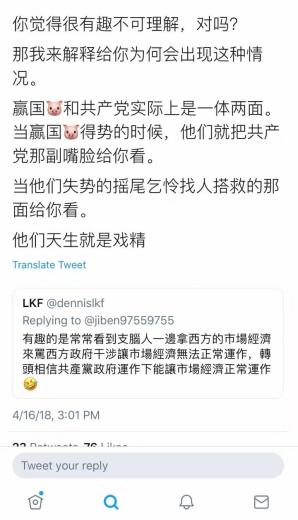 你觉得很有趣不可理解，对吗？
那我来解释给你为何会出现这种情
况。
赢国🐷和共产党实际上是一体两面。
当赢国🐷得势的时候，他们就把共产
党那副嘴脸给你看。
当他们失势的摇尾乞怜找人搭救的那
面给你看。
他们天生就是戏精
Translate Tweet
LKF @dennislkf
Replying to @jiben97559755
有趣的是常常看到支腦人一邊拿西方的市場經濟
來罵西方政府干涉讓市場經濟無法正常運作，轉
頭相信共產黨政府運作下能讓市場經濟正常運作
🤣
4/16/18, 3:01 PM
23 Retweets 76 Likes
Tweet your reply